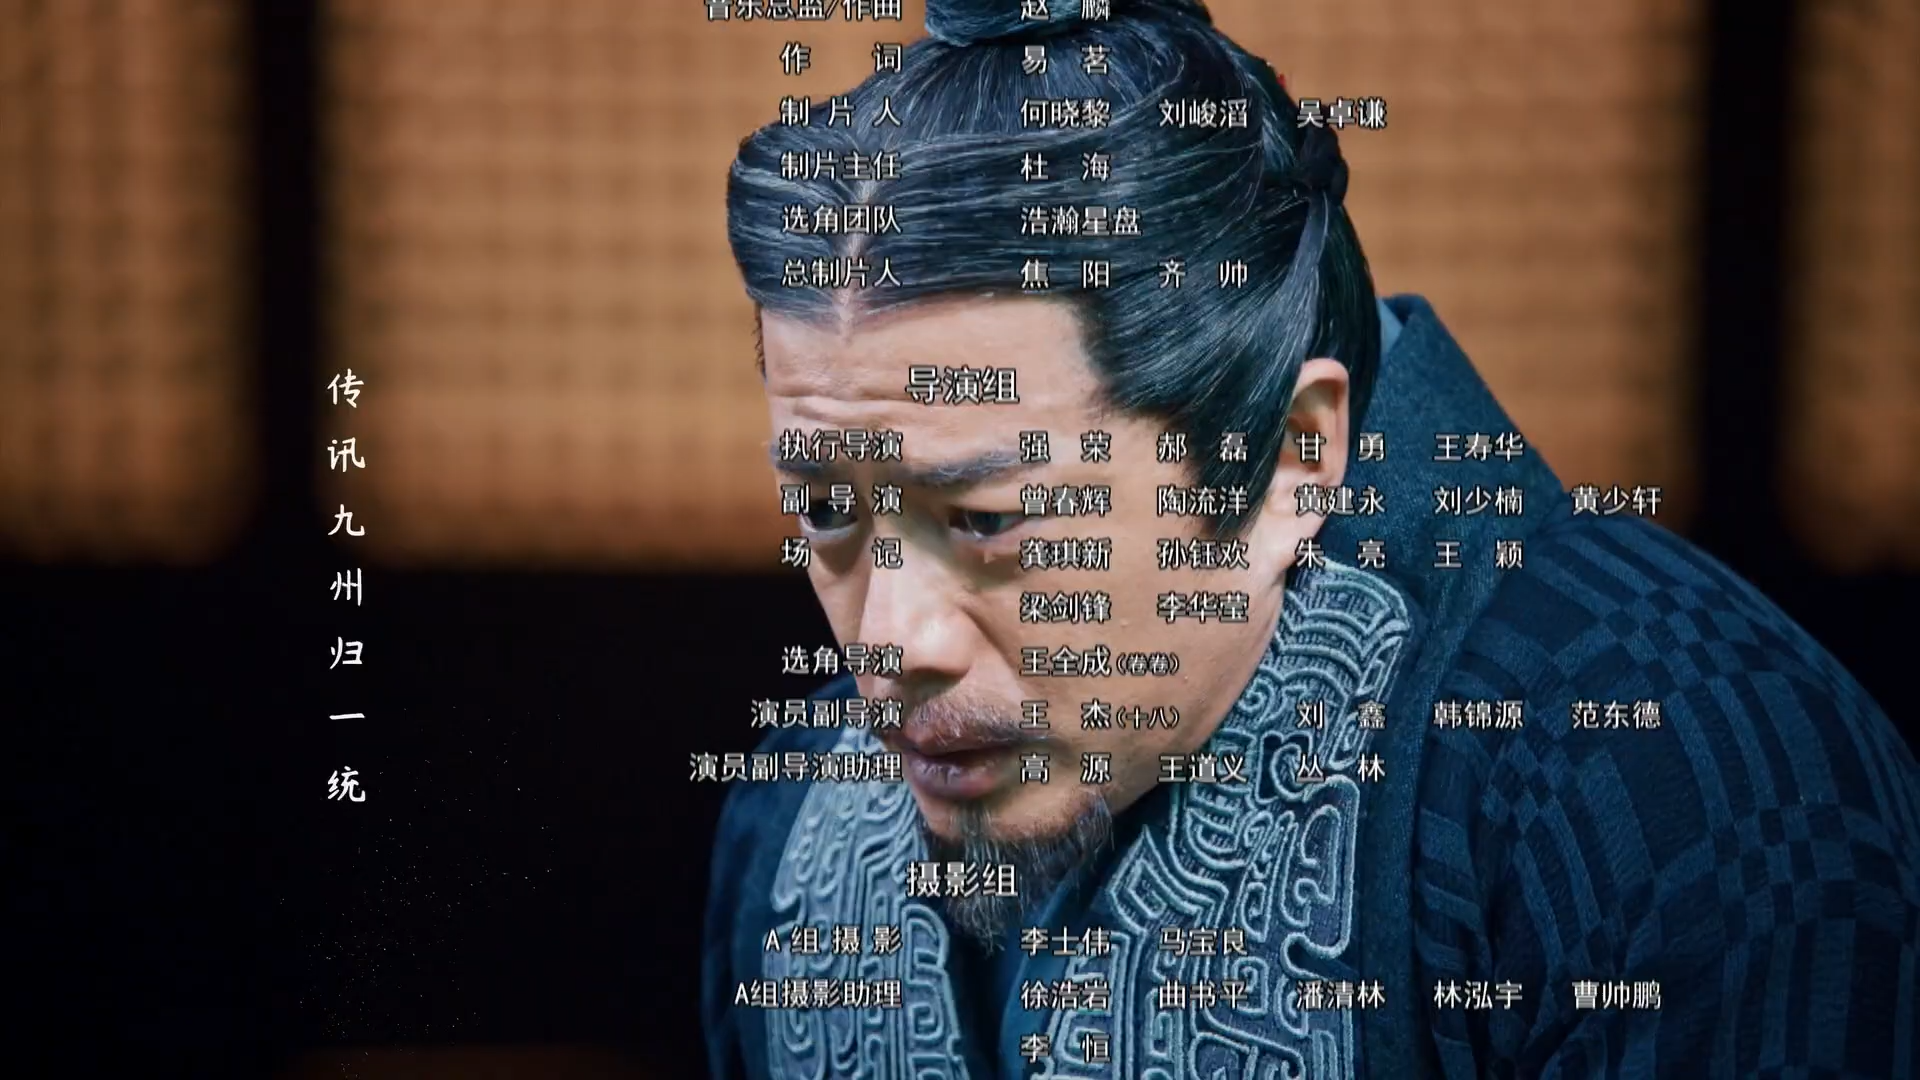 音乐总监/作曲 赵麟
作词 易茗
制片人 何晓黎 刘峻滔 吴卓谦
制片主任 杜海
选角团队 浩瀚星盘
总制片人 焦阳 齐帅
导演组
执行导演 强荣 郝磊 甘勇 王寿华
副导演 曾春辉 陶流洋 黄建永 刘少楠 黄少轩
场记 龚琪新 孙钰欢 朱亮 王颖
梁剑锋 李华莹
选角导演 王全成(卷卷)
演员副导演 王杰(十八) 刘鑫 韩锦源 范东德
演员副导演助理 高源 王道义 丛林
摄影组
A组摄影 李士伟 马宝良
A组摄影助理 徐浩岩 曲书平 潘清林 林泓宇 曹帅鹏
李恒
传讯九州归一统